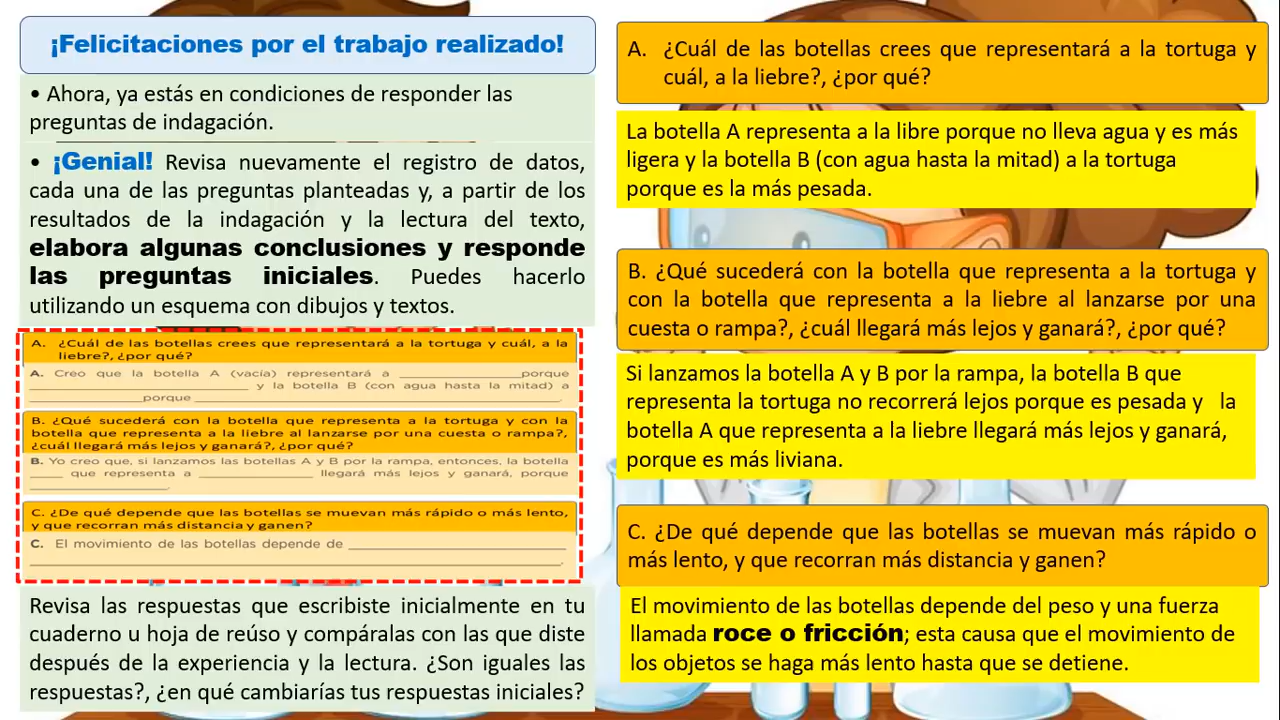 ¡Felicitaciones por el trabajo realizado!
• Ahora, ya estás en condiciones de responder las
preguntas de indagación.
• ¡Genial! Revisa nuevamente el registro de datos,
cada una de las preguntas planteadas y, a partir de los
resultados de la indagación y la lectura del texto,
elabora algunas conclusiones y responde
las preguntas iniciales. Puedes hacerlo
utilizando un esquema con dibujos y textos.
A. ¿Cuál de las botellas crees que representará a la tortuga y cuál, a la
liebre?, ¿por qué?
A. Creo que la botella A (vacía) representará a ____________________porque
________________________________ y la botella B (con agua hasta la mitad) a
__________________porque ____________________________________________________.
B. ¿Qué sucederá con la botella que representa a la tortuga y con la
botella que representa a la liebre al lanzarse por una cuesta o rampa?,
¿cuál llegará más lejos y ganará?, ¿por qué?
B. Yo creo que, si lanzamos las botellas A y B por la rampa, entonces, la botella
_____ que representa a __________________ llegará más lejos y ganará, porque
____________________.
C. ¿De qué depende que las botellas se muevan más rápido o más lento,
y que recorran más distancia y ganen?
C. El movimiento de las botellas depende de ________________________________
______________________________________________________________________________.
Revisa las respuestas que escribiste inicialmente en tu
cuaderno u hoja de reúso y compáralas con las que diste
después de la experiencia y la lectura. ¿Son iguales las
respuestas?, ¿en qué cambiarías tus respuestas iniciales?
A. ¿Cuál de las botellas crees que representará a la tortuga y
cuál, a la liebre?, ¿por qué?
La botella A representa a la libre porque no lleva agua y es más
ligera y la botella B (con agua hasta la mitad) a la tortuga
porque es la más pesada.
B. ¿Qué sucederá con la botella que representa a la tortuga y
con la botella que representa a la liebre al lanzarse por una
cuesta o rampa?, ¿cuál llegará más lejos y ganará?, ¿por qué?
Si lanzamos la botella A y B por la rampa, la botella B que
representa la tortuga no recorrerá lejos porque es pesada y la
botella A que representa a la liebre llegará más lejos y ganará,
porque es más liviana.
C. ¿De qué depende que las botellas se muevan más rápido o
más lento, y que recorran más distancia y ganen?
El movimiento de las botellas depende del peso y una fuerza
llamada roce o fricción; esta causa que el movimiento de
los objetos se haga más lento hasta que se detiene.